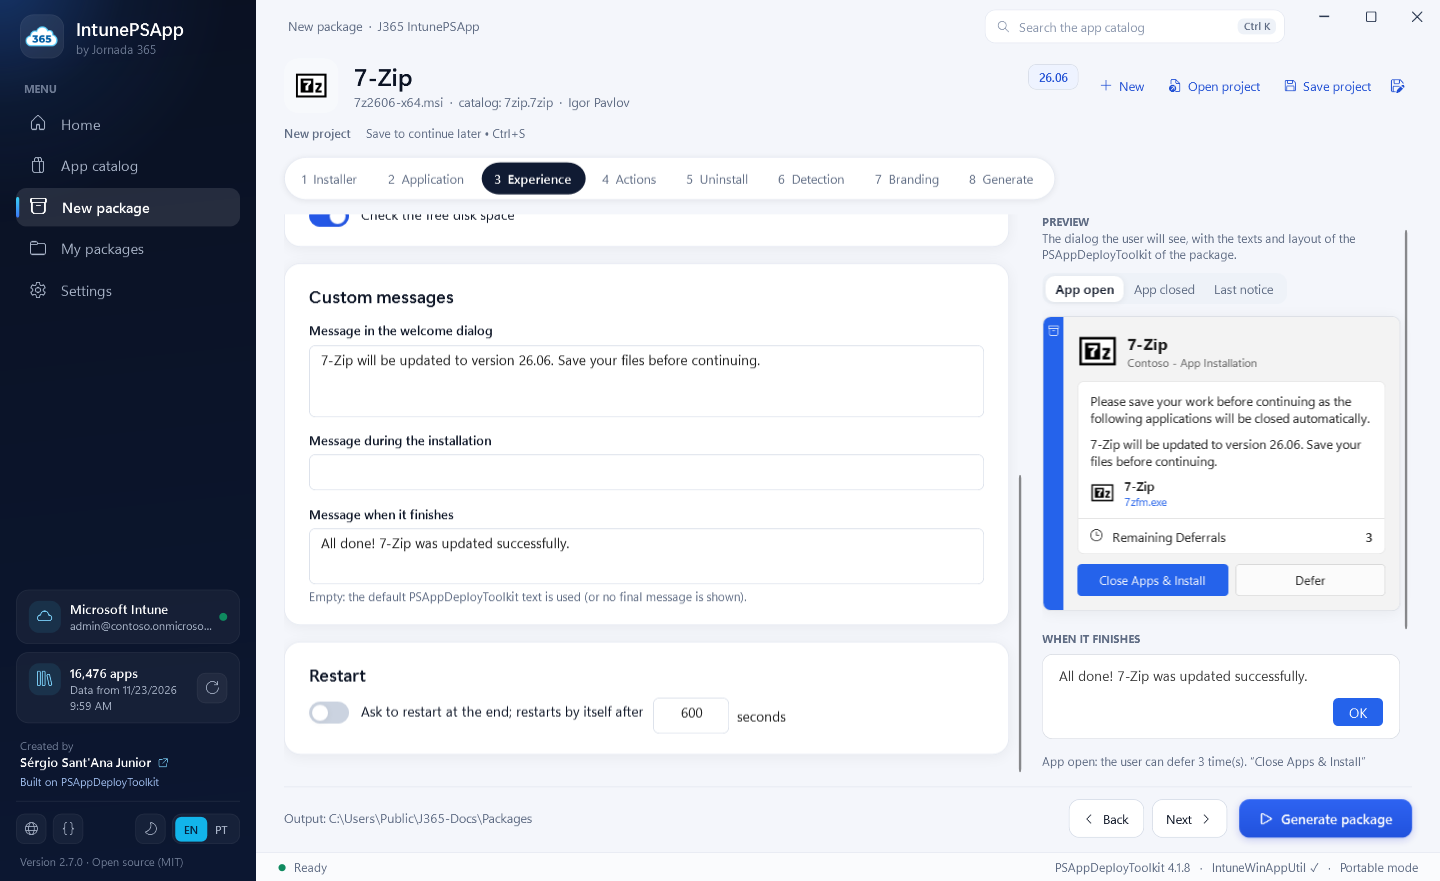 365
IntunePSApp
by Jornada 365
MENU
Home
App catalog
New package
My packages
Settings
Microsoft Intune
admin@contoso.onmicroso...
16,476 apps
Data from 11/23/2026
9:59 AM
Created by
Sérgio Sant'Ana Junior
Built on PSAppDeployToolkit
{}
EN
PT
Version 2.7.0 · Open source (MIT)
New package · J365 IntunePSApp
Search the app catalog
Ctrl K
7z
7-Zip
7z2606-x64.msi · catalog: 7zip.7zip · Igor Pavlov
26.06
New
Open project
Save project
New project
Save to continue later • Ctrl+S
1 Installer
2 Application
3 Experience
4 Actions
5 Uninstall
6 Detection
7 Branding
8 Generate
Check the free disk space
Custom messages
Message in the welcome dialog
7-Zip will be updated to version 26.06. Save your files before continuing.
Message during the installation
Message when it finishes
All done! 7-Zip was updated successfully.
Empty: the default PSAppDeployToolkit text is used (or no final message is shown).
Restart
Ask to restart at the end; restarts by itself after
600
seconds
PREVIEW
The dialog the user will see, with the texts and layout of the
PSAppDeployToolkit of the package.
App open
App closed
Last notice
7z
7-Zip
Contoso - App Installation
Please save your work before continuing as the
following applications will be closed automatically.
7-Zip will be updated to version 26.06. Save your
files before continuing.
7z
7-Zip
7zfm.exe
Remaining Deferrals
3
Close Apps & Install
Defer
WHEN IT FINISHES
All done! 7-Zip was updated successfully.
OK
App open: the user can defer 3 time(s). "Close Apps & Install"
Output: C:\Users\Public\J365-Docs\Packages
Back
Next
Generate package
Ready
PSAppDeployToolkit 4.1.8 · IntuneWinAppUtil ✓ · Portable mode